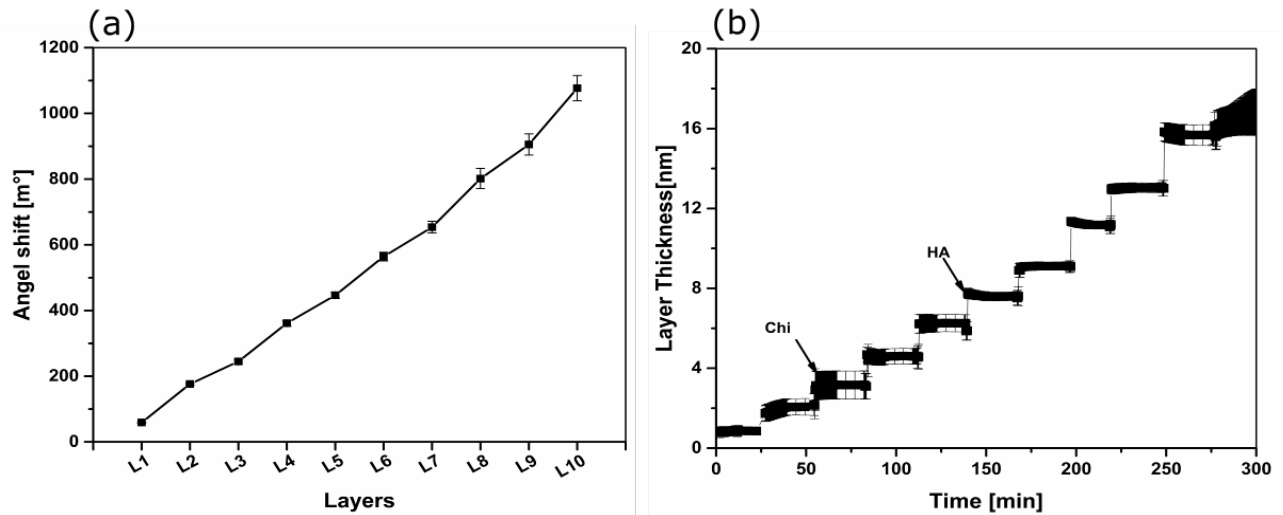 (a)
1200
1000
800
600
400
200
0
Angel shift [m°]
L1 L2 L3 L4 L5 L6 L7 L8 L9 L10
Layers
(b)
20
16
12
8
4
0
Layer Thickness[nm]
HA
Chi
0 50 100 150 200 250 300
Time [min]